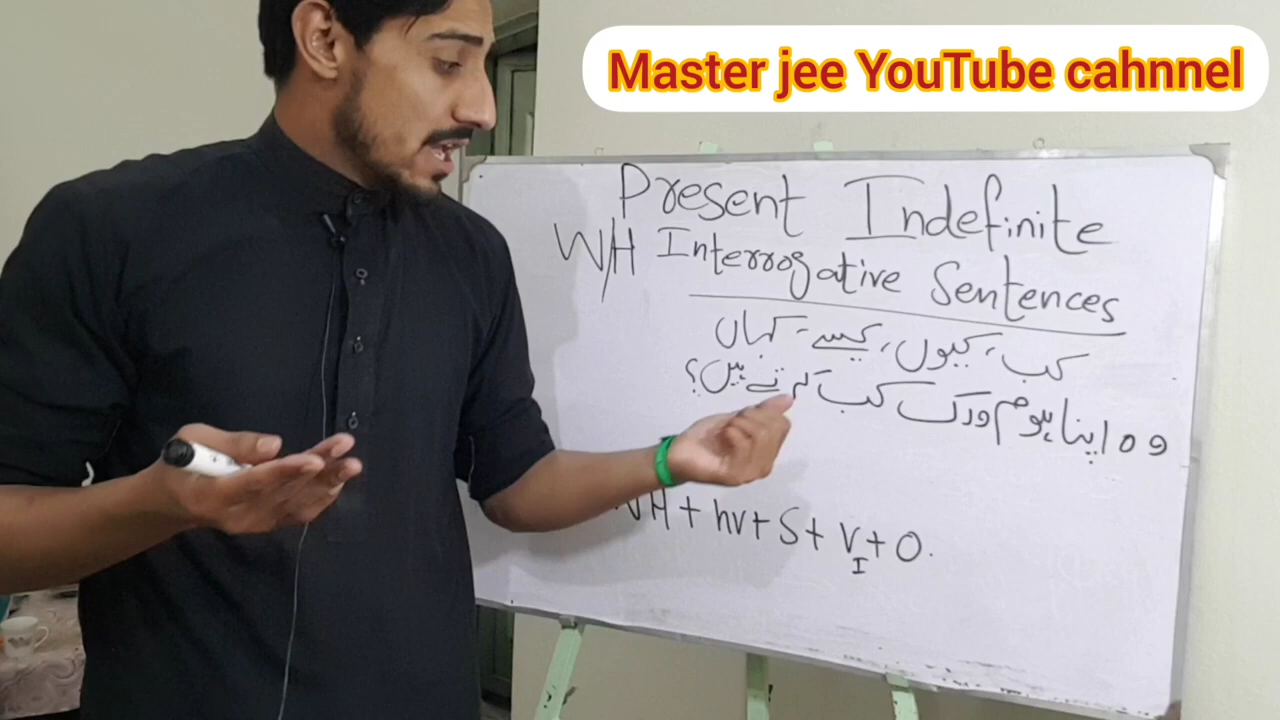 Master jee YouTube cahnnel
Present Indefinite
WH Interrogative Sentences
کب، کیوں، کیسے، کہاں
وہ اپنا ہوم ورک کب کرتے ہیں؟
WH + hv + S + V + O.
I